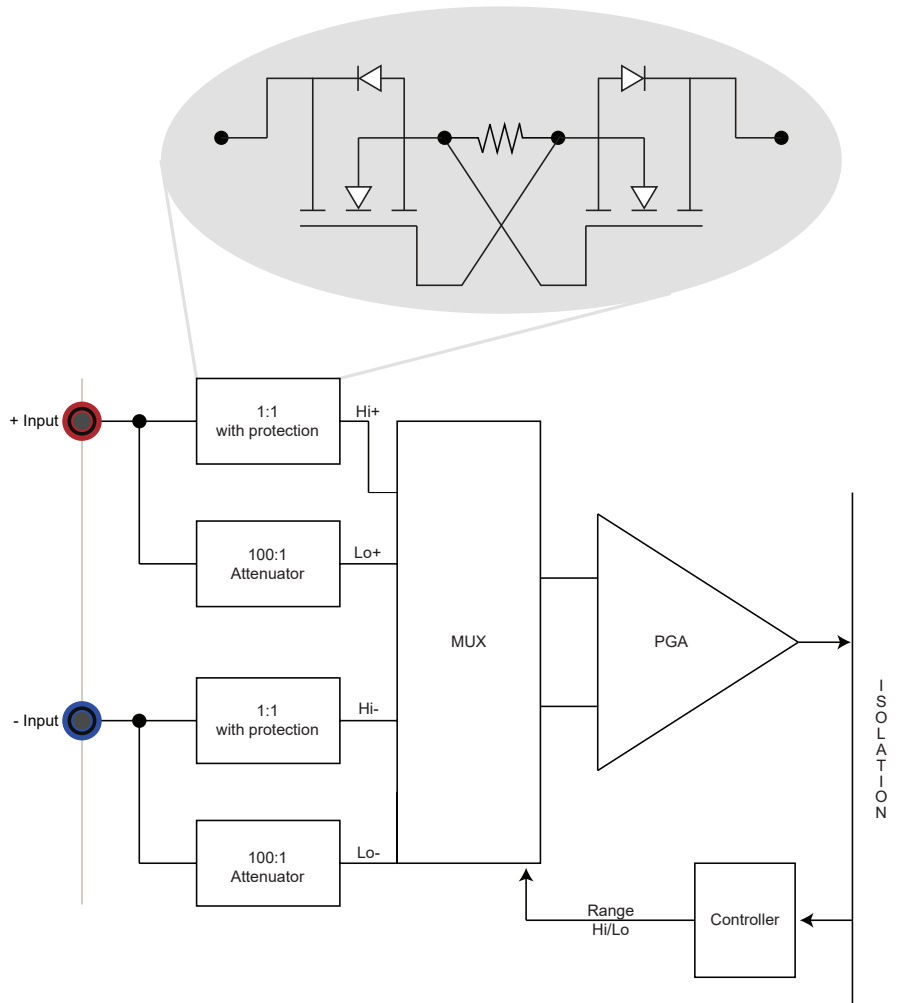 + Input
1:1
with protection
Hi+
100:1
Attenuator
Lo+
MUX
PGA
- Input
1:1
with protection
Hi-
100:1
Attenuator
Lo-
Range
Hi/Lo
Controller
ISOLATION